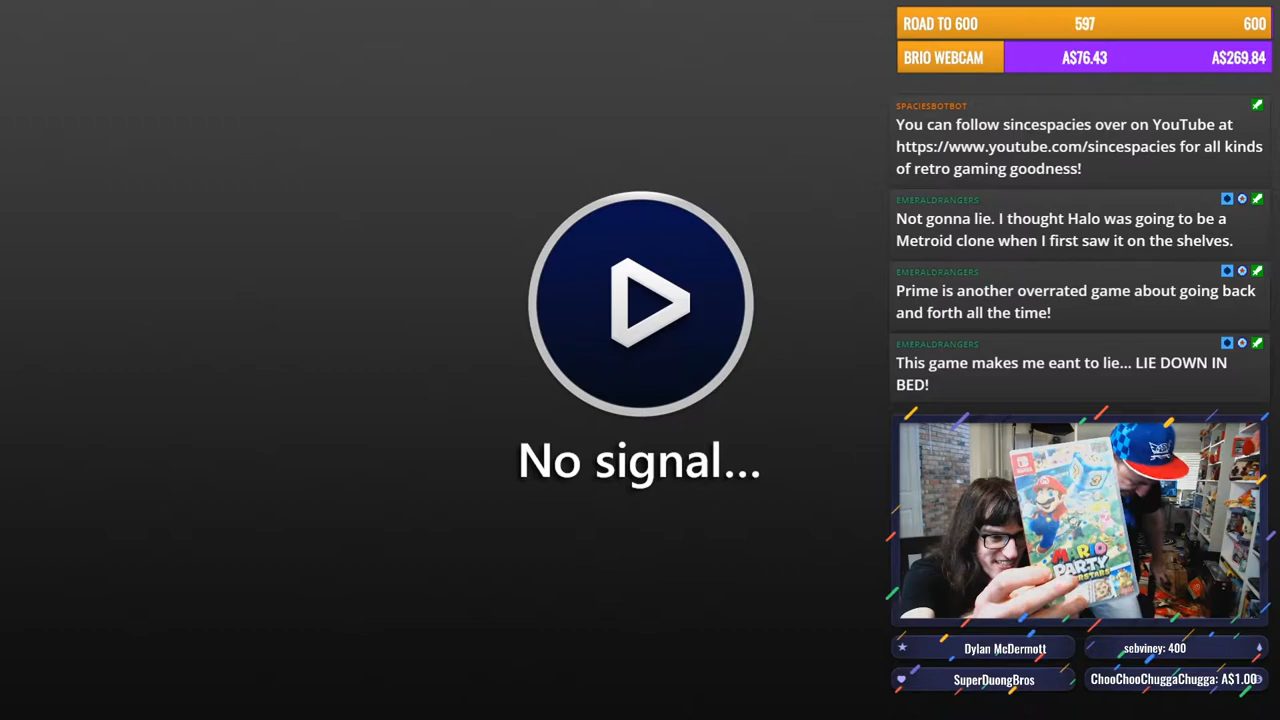 ROAD TO 600 597 600
BRIO WEBCAM A$76.43 A$269.84
SPACIESBOTBOT
You can follow sincespacies over on YouTube at
https://www.youtube.com/sincespacies for all kinds
of retro gaming goodness!
EMERALDRANGERS
Not gonna lie. I thought Halo was going to be a
Metroid clone when I first saw it on the shelves.
EMERALDRANGERS
Prime is another overrated game about going back
and forth all the time!
EMERALDRANGERS
This game makes me eant to lie... LIE DOWN IN
BED!
No signal...
MARIO
PARTY
Dylan McDermott sebviney: 400
SuperDuongBros ChooChooChuggaChugga: A$1.00